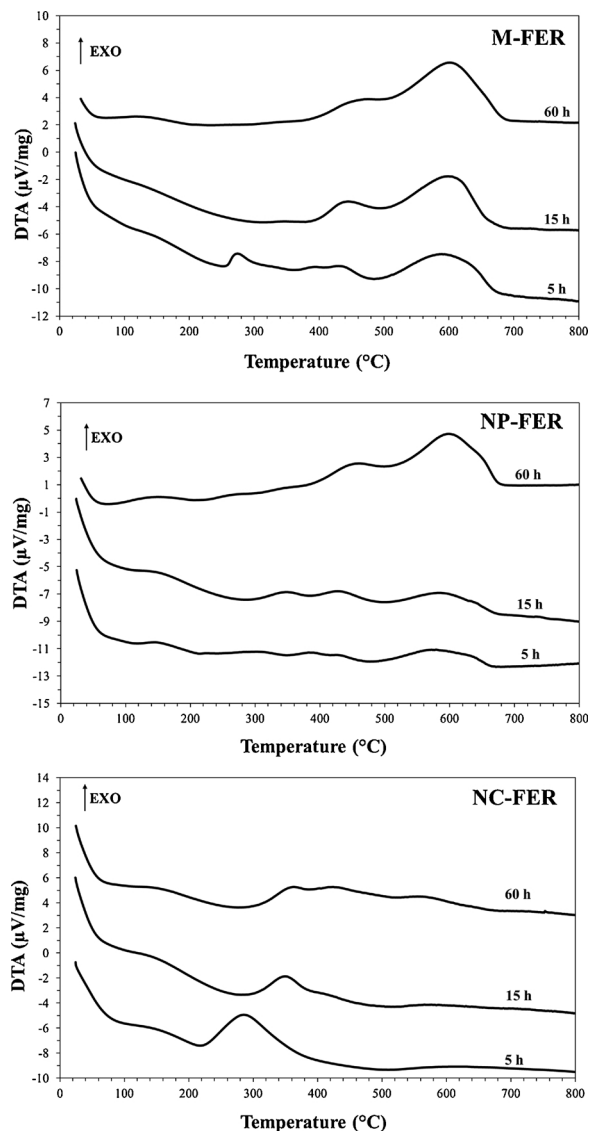 10
8
6
4
2
0
-2
-4
-6
-8
-10
-12
DTA (µV/mg)
EXO
M-FER
60 h
15 h
5 h
0 100 200 300 400 500 600 700 800
Temperature (°C)
7
5
3
1
-1
-3
-5
-7
-9
-11
-13
-15
DTA (µV/mg)
EXO
NP-FER
60 h
15 h
5 h
0 100 200 300 400 500 600 700 800
Temperature (°C)
14
12
10
8
6
4
2
0
-2
-4
-6
-8
-10
DTA (µV/mg)
EXO
NC-FER
60 h
15 h
5 h
0 100 200 300 400 500 600 700 800
Temperature (°C)